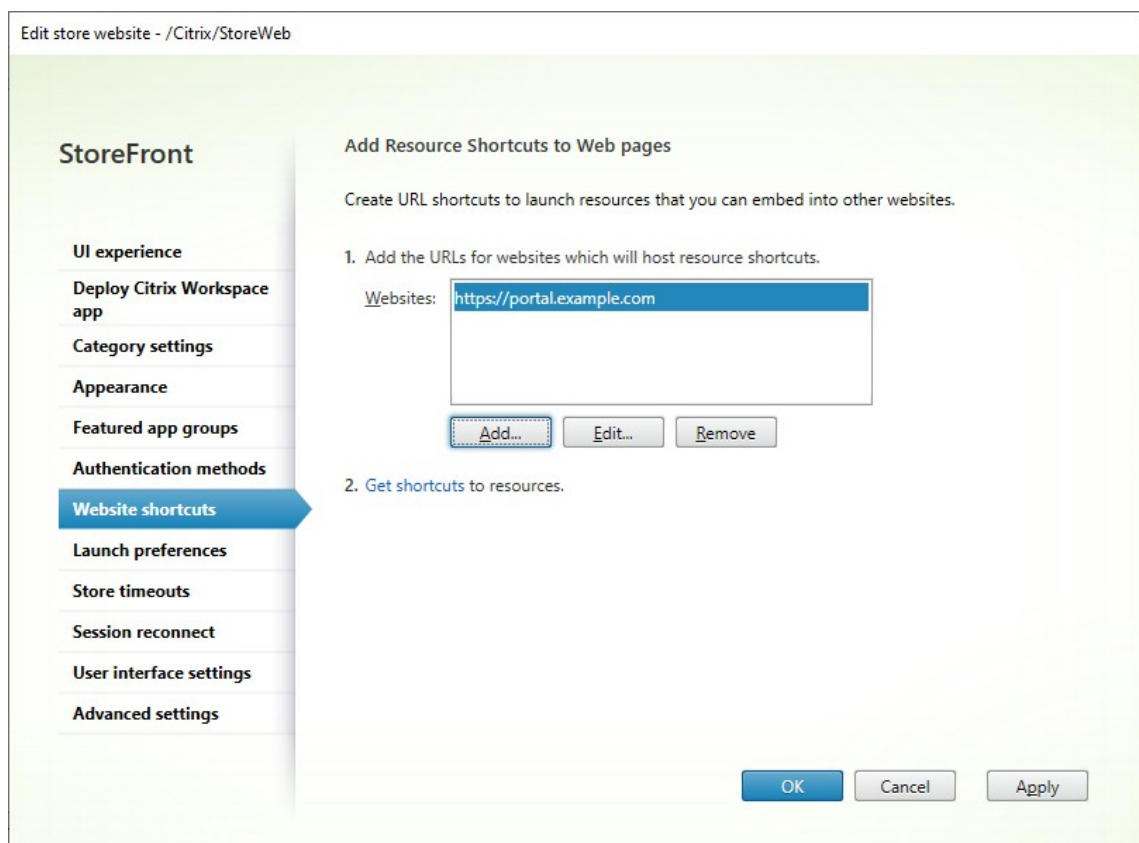 Edit store website - /Citrix/StoreWeb
StoreFront
UI experience
Deploy Citrix Workspace
app
Category settings
Appearance
Featured app groups
Authentication methods
Website shortcuts
Launch preferences
Store timeouts
Session reconnect
User interface settings
Advanced settings
Add Resource Shortcuts to Web pages
Create URL shortcuts to launch resources that you can embed into other websites.
1. Add the URLs for websites which will host resource shortcuts.
Websites: https://portal.example.com
Add... Edit... Remove
2. Get shortcuts to resources.
OK Cancel Apply